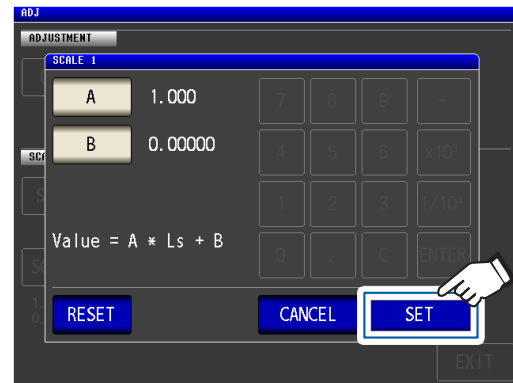 ADJ
ADJUSTMENT
SCALE 1
A 1.000 7 8 9 -
B 0.00000 4 5 6 x10³
1 2 3 1/10³
Value = A * Ls + B 0 . C ENTER
RESET CANCEL SET
EXIT